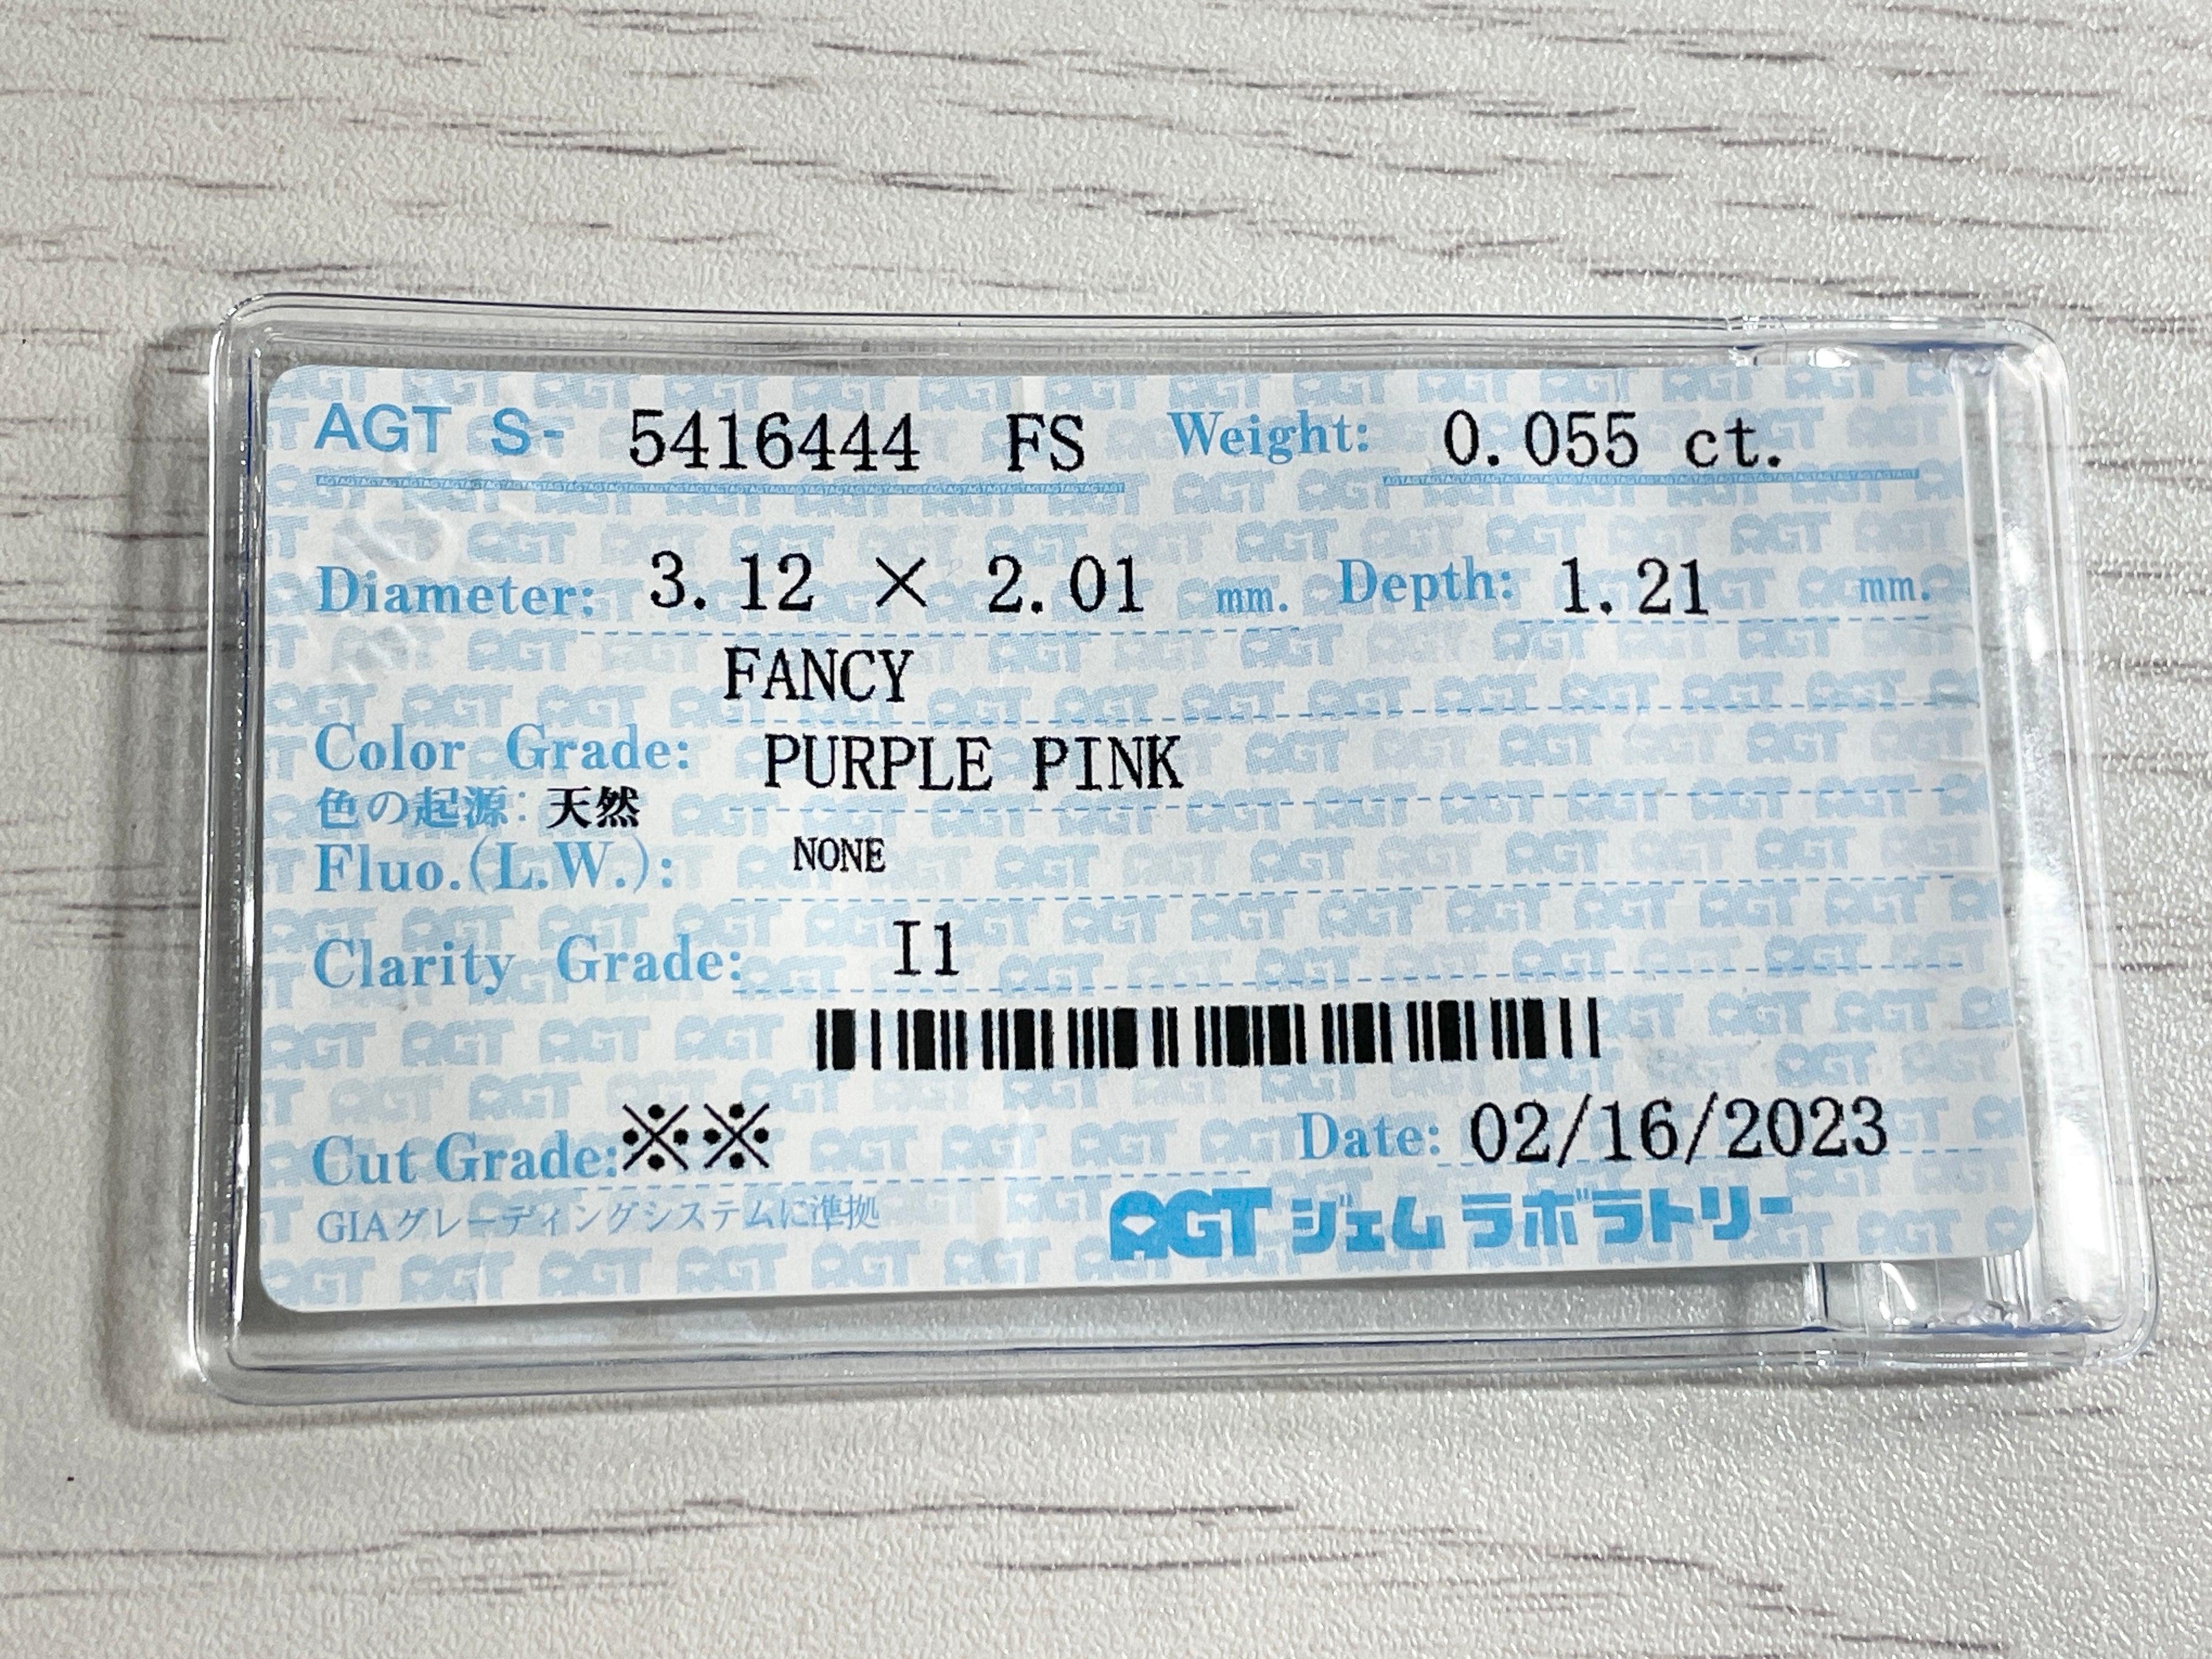 AGT S- 5416444 FS Weight: 0.055 ct.
Diameter: 3.12 × 2.01 mm. Depth: 1.21 mm.
FANCY
Color Grade: PURPLE PINK
色の起源: 天然
Fluo.(L.W.): NONE
Clarity Grade: I1
Cut Grade: ※※ Date: 02/16/2023
GIAグレーディングシステムに準拠
AGT ジェム ラボラトリー